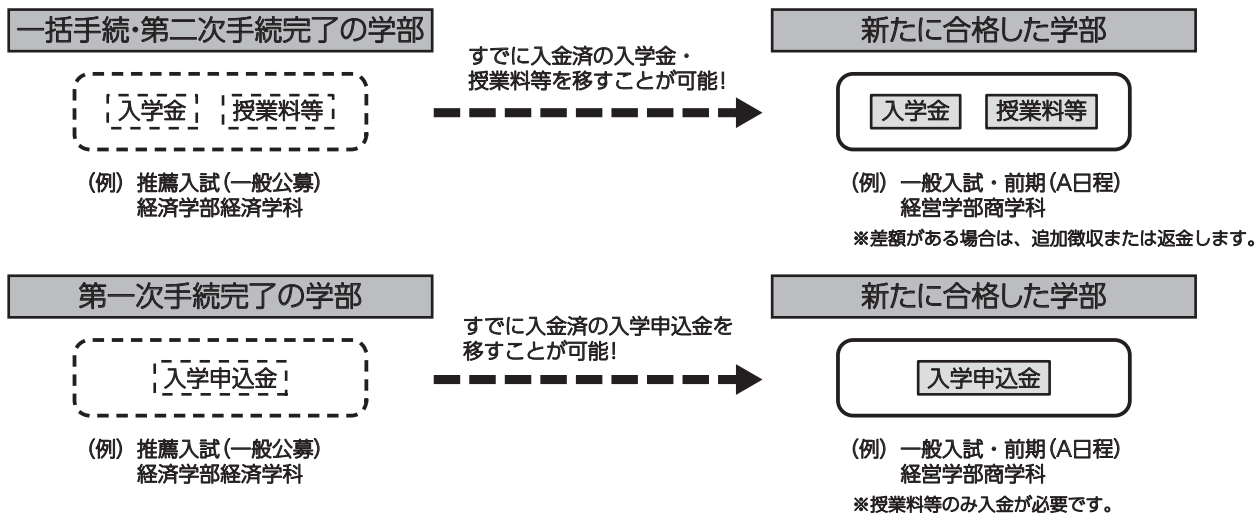 一括手続・第二次手続完了の学部
すでに入金済の入学金・
授業料等を移すことが可能!
新たに合格した学部
入学金 授業料等
入学金 授業料等
(例) 推薦入試(一般公募)
経済学部経済学科
(例) 一般入試・前期(A日程)
経営学部商学科
※差額がある場合は、追加徴収または返金します。
第一次手続完了の学部
すでに入金済の入学申込金を
移すことが可能!
新たに合格した学部
入学申込金
入学申込金
(例) 推薦入試(一般公募)
経済学部経済学科
(例) 一般入試・前期(A日程)
経営学部商学科
※授業料等のみ入金が必要です。